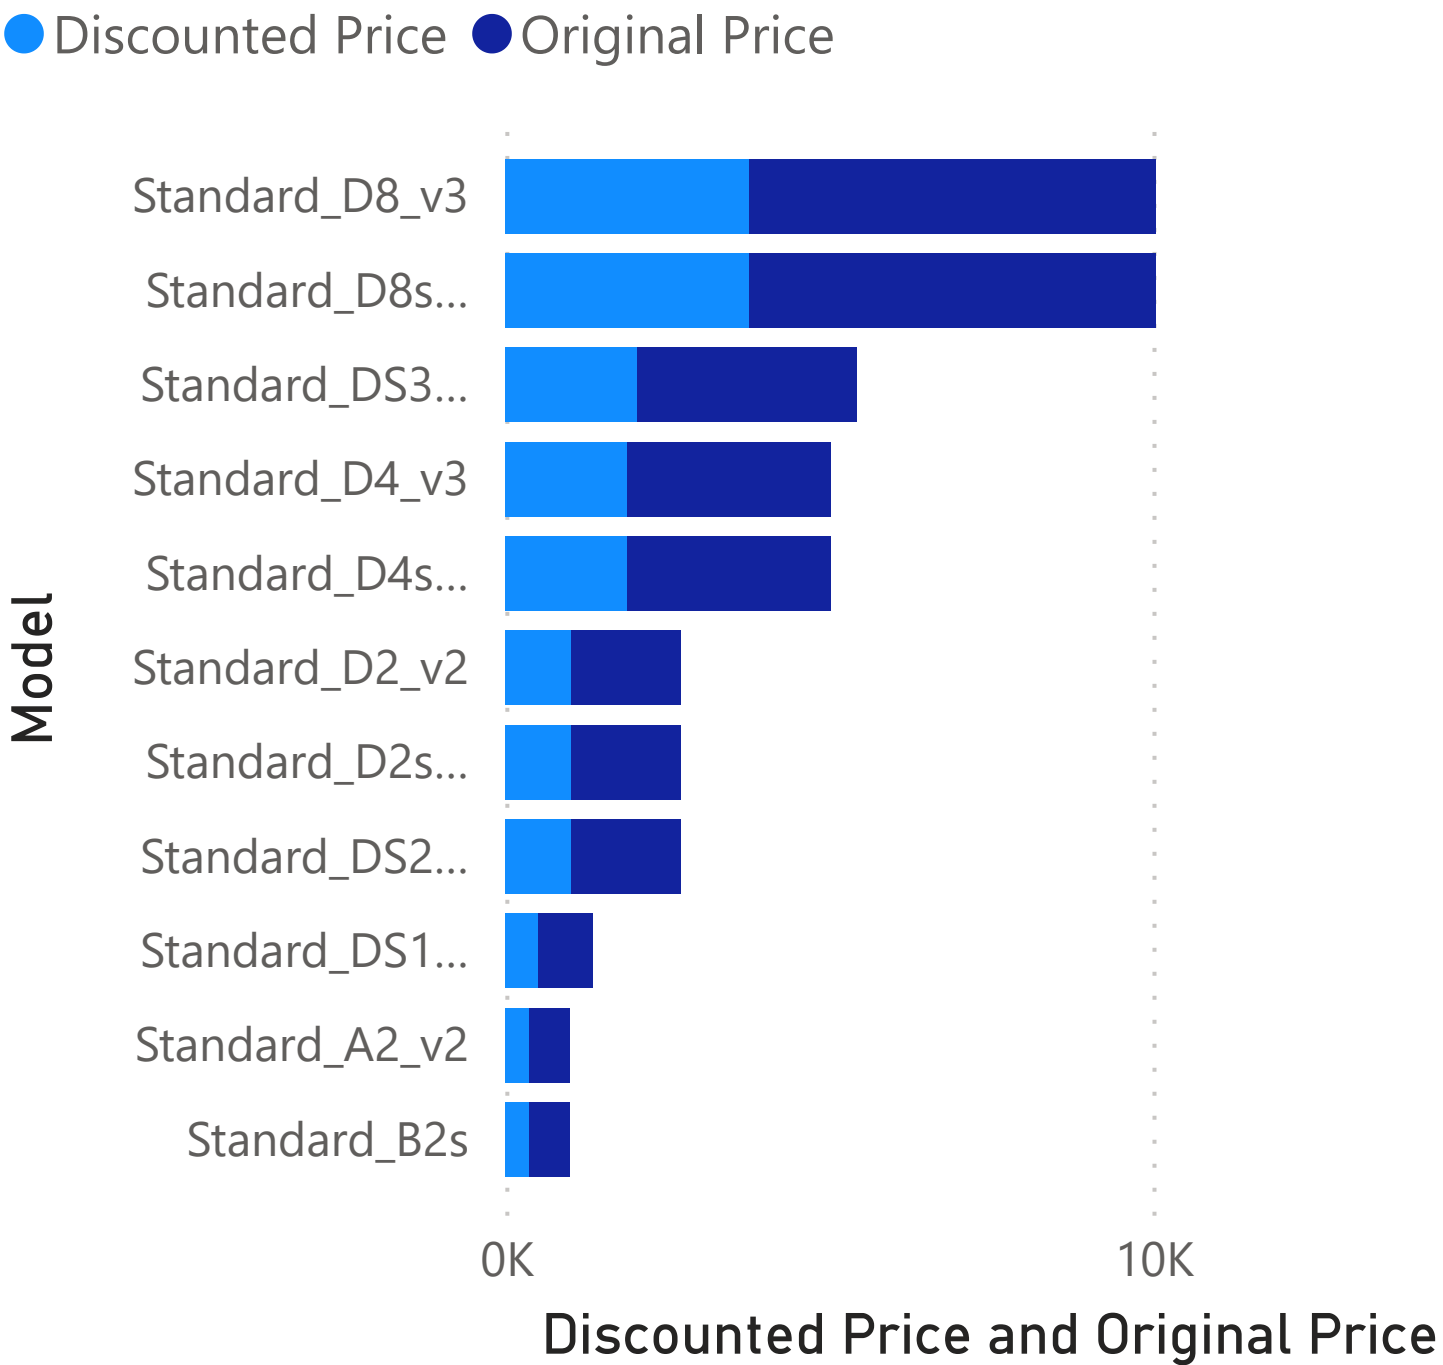 Discounted Price Original Price
Standard_D8_v3
Standard_D8s...
Standard_DS3...
Standard_D4_v3
Standard_D4s...
Standard_D2_v2
Standard_D2s...
Standard_DS2...
Standard_DS1...
Standard_A2_v2
Standard_B2s
Model
0K 10K
Discounted Price and Original Price